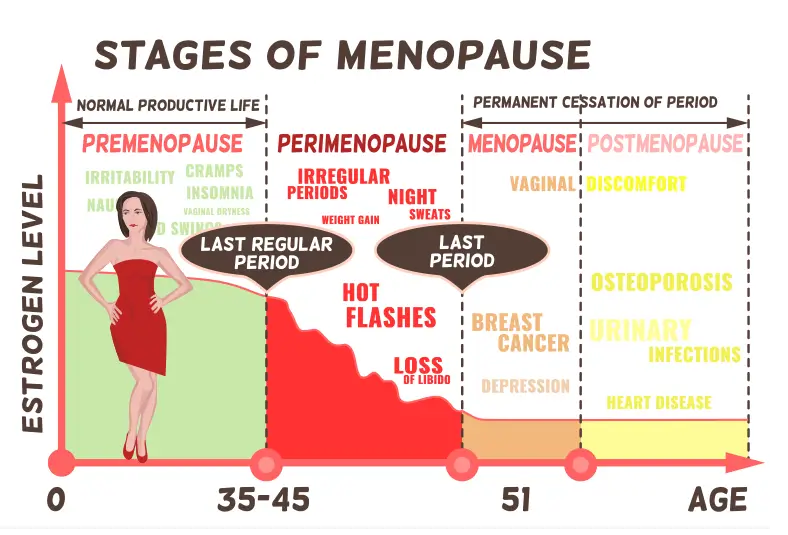 STAGES OF MENOPAUSE
NORMAL PRODUCTIVE LIFE
PERMANENT CESSATION OF PERIOD
PREMENOPAUSE
PERIMENOPAUSE
MENOPAUSE
POSTMENOPAUSE
IRRITABILITY
CRAMPS
INSOMNIA
NAU
VAGINAL DRYNESS
D SWINGS
IRREGULAR
PERIODS
NIGHT
SWEATS
WEIGHT GAIN
VAGINAL DISCOMFORT
LAST REGULAR
PERIOD
LAST
PERIOD
HOT
FLASHES
LOSS
OF LIBIDO
BREAST
CANCER
DEPRESSION
OSTEOPOROSIS
URINARY
INFECTIONS
HEART DISEASE
ESTROGEN LEVEL
0
35-45
51
AGE